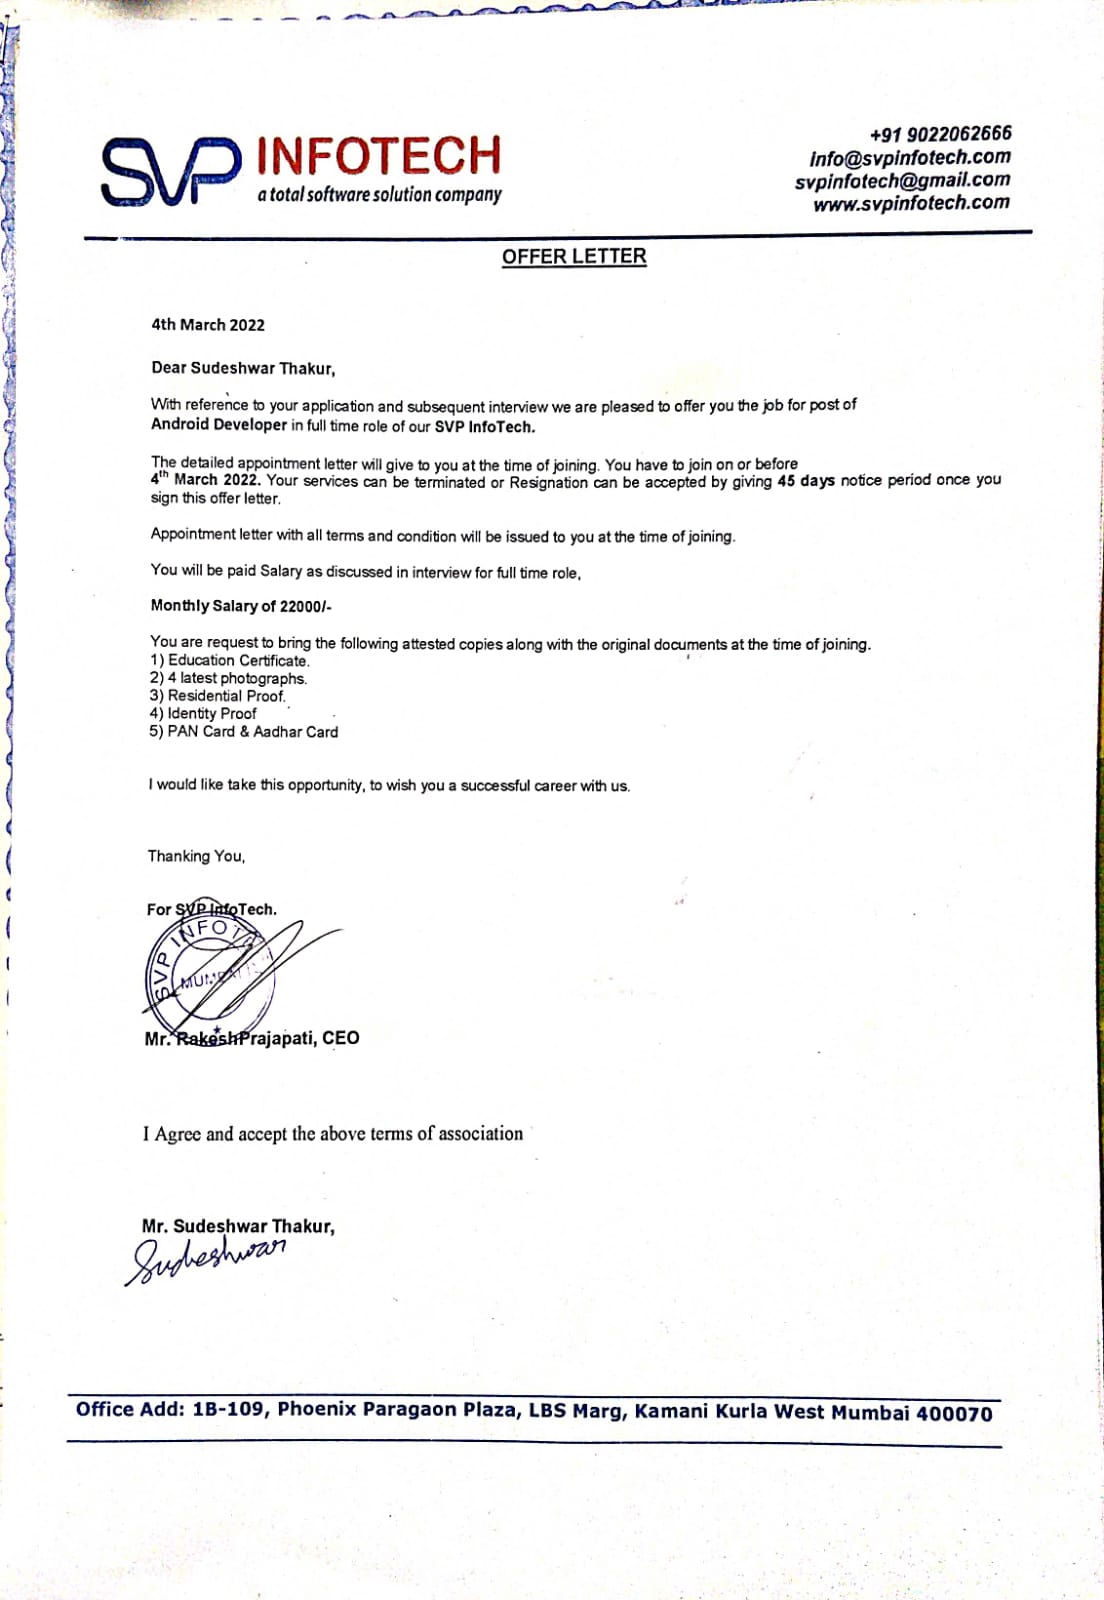 SVP INFOTECH
a total software solution company
+91 9022062666
info@svpinfotech.com
svpinfotech@gmail.com
www.svpinfotech.com
OFFER LETTER
4th March 2022
Dear Sudeshwar Thakur,
With reference to your application and subsequent interview we are pleased to offer you the job for post of
Android Developer in full time role of our SVP InfoTech.
The detailed appointment letter will give to you at the time of joining. You have to join on or before
4th March 2022. Your services can be terminated or Resignation can be accepted by giving 45 days notice period once you
sign this offer letter.
Appointment letter with all terms and condition will be issued to you at the time of joining.
You will be paid Salary as discussed in interview for full time role,
Monthly Salary of 22000/-
You are request to bring the following attested copies along with the original documents at the time of joining.
1) Education Certificate.
2) 4 latest photographs.
3) Residential Proof.
4) Identity Proof
5) PAN Card & Aadhar Card
I would like take this opportunity, to wish you a successful career with us.
Thanking You,
For SVP InfoTech.
SVP INFOT
MUMBAI
Mr. RakeshPrajapati, CEO
I Agree and accept the above terms of association
Mr. Sudeshwar Thakur,
Sudeshwar
Office Add: 1B-109, Phoenix Paragaon Plaza, LBS Marg, Kamani Kurla West Mumbai 400070